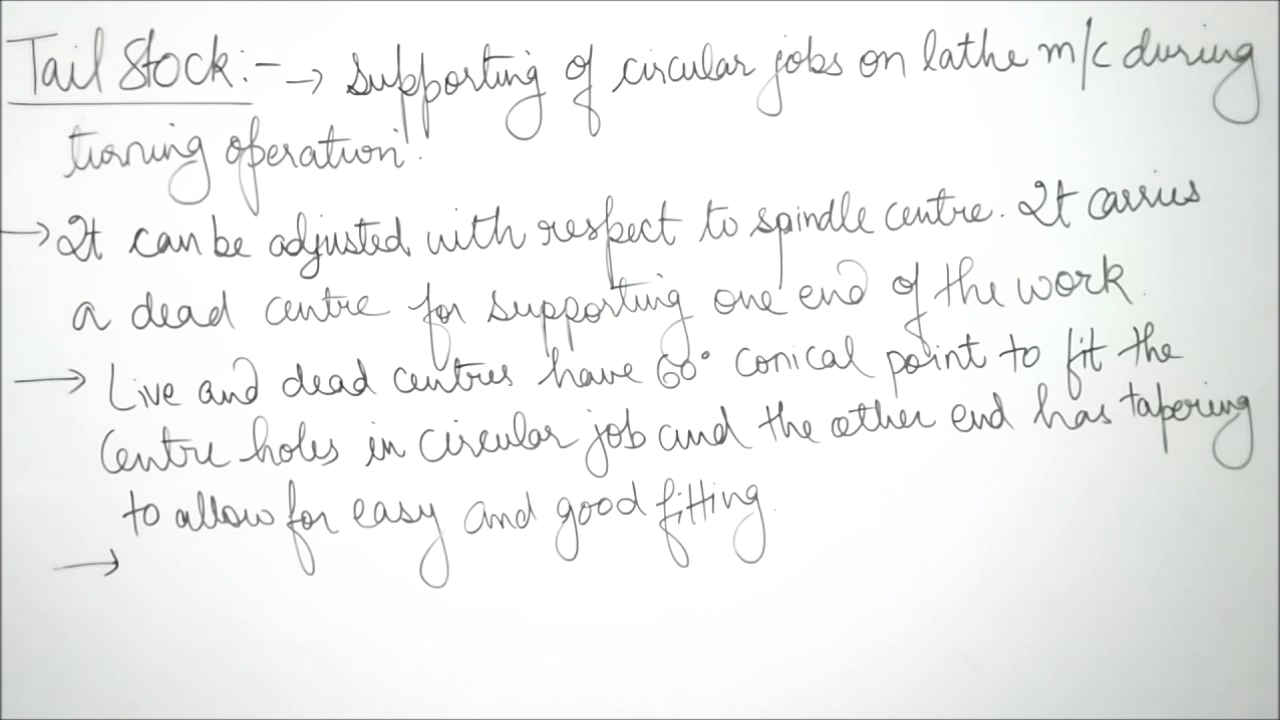 Tail Stock:- → Supporting of circular jobs on lathe m/c during
turning operation.
→ It can be adjusted with respect to spindle centre. It carries
a dead centre for supporting one end of the work.
→ Live and dead centres have 60° conical point to fit the
Centre holes in circular job and the other end has tapering
to allow for easy and good fitting
→